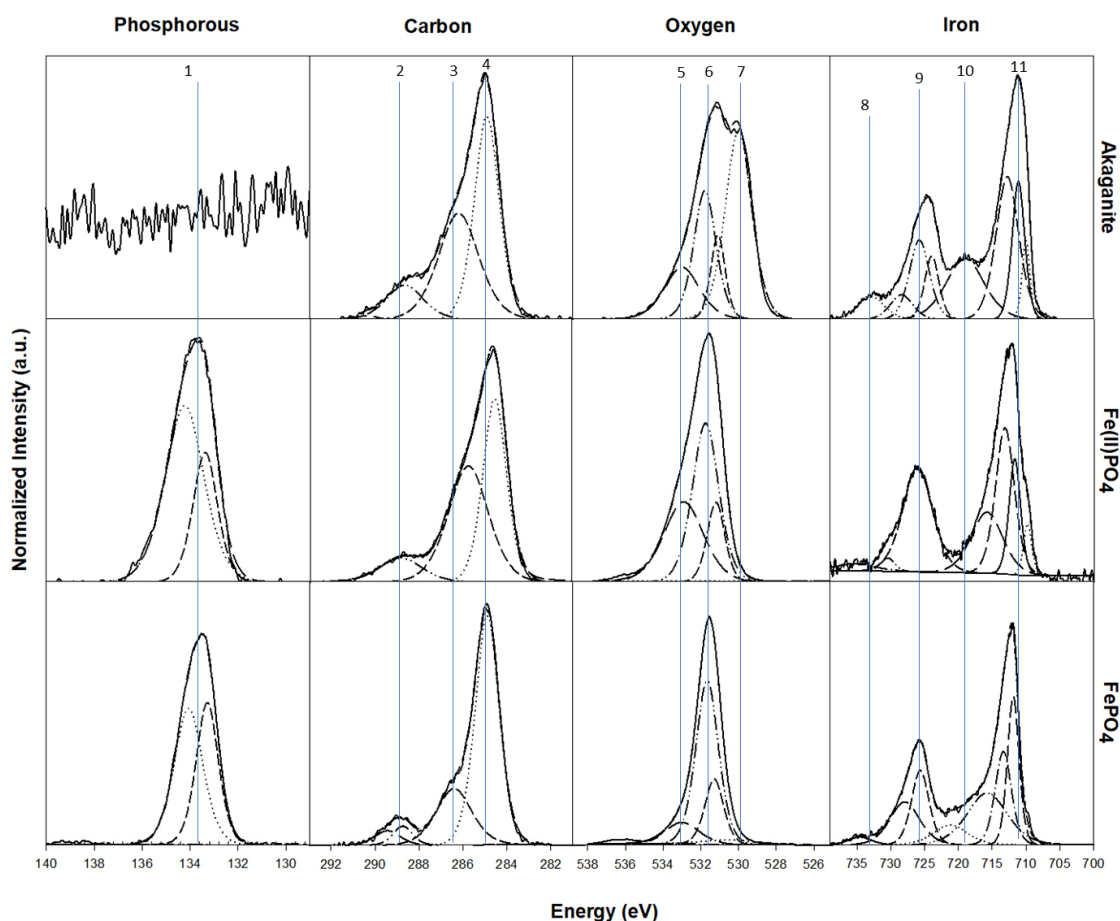 Phosphorous Carbon Oxygen Iron
1 2 3 4 5 6 7 8 9 10 11
Akaganite
Fe(II)PO4
FePO4
Normalized Intensity (a.u.)
140 138 136 134 132 130 292 290 288 286 284 282 538 536 534 532 530 528 526 735 730 725 720 715 710 705 700
Energy (eV)